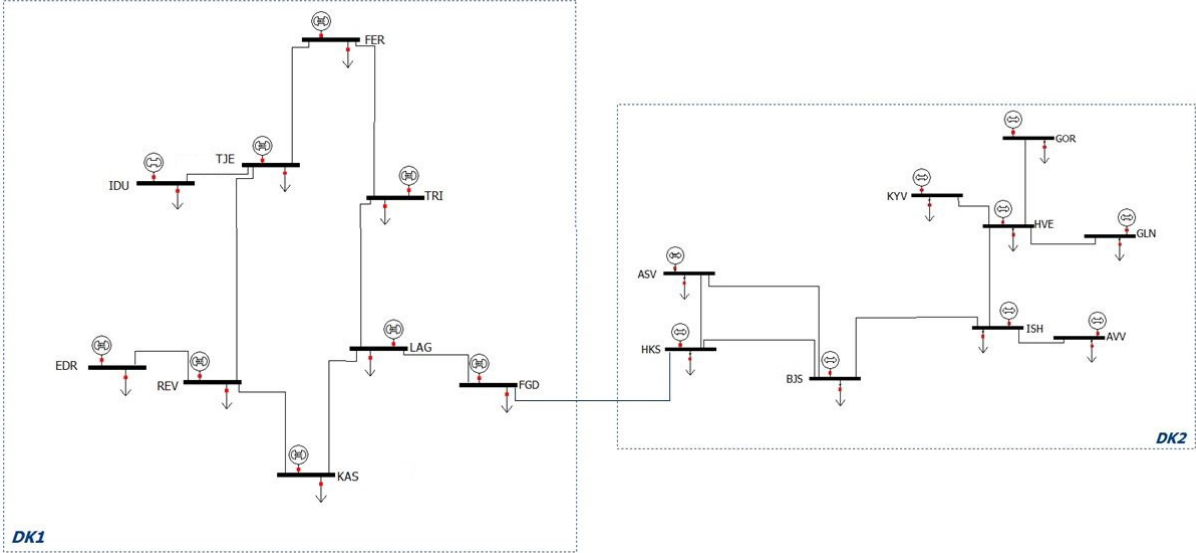 FER
TJE
IDU
TRI
LAG
EDR
REV
FGD
KAS
DK1
GOR
KYV
HVE
GLN
ASV
ISH
AVV
HKS
BJS
DK2